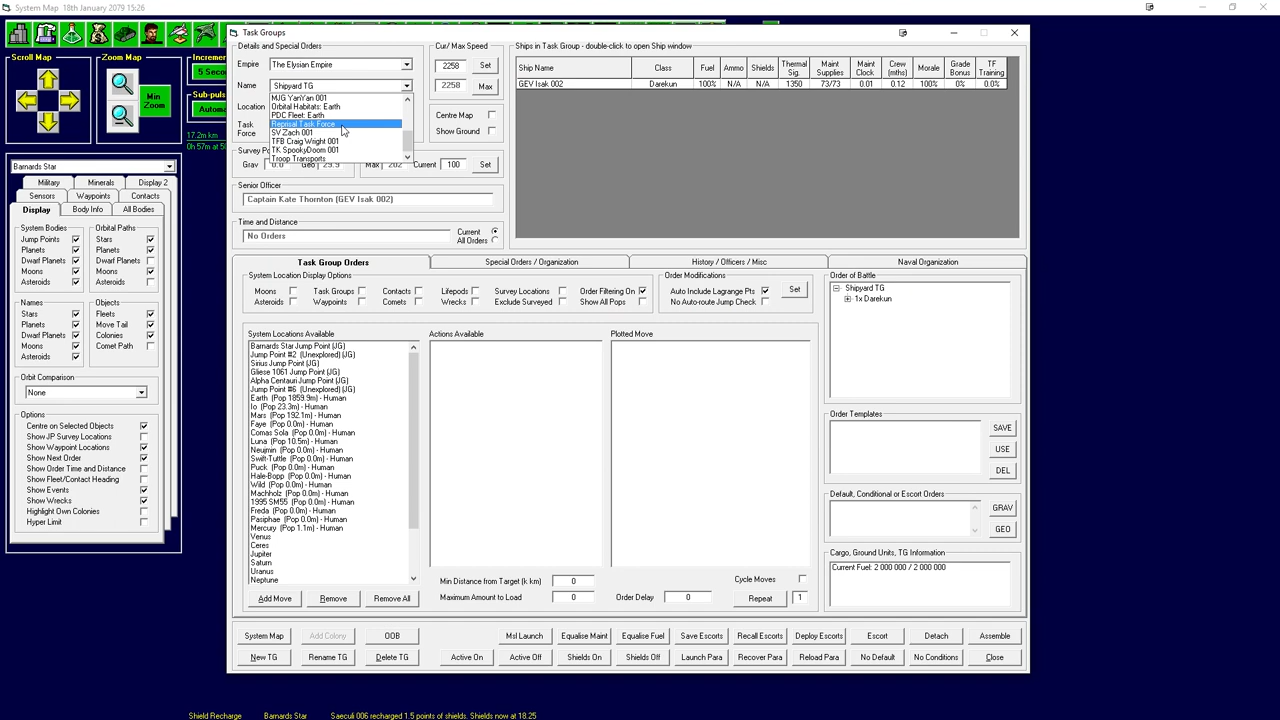 System Map   18th January 2079 15:26
Scroll Map
Zoom Map
Min
Zoom
Increme
5 Secon
Sub-pul
Automa
17.2km
0h 57m at 50
Barnards Star
Military
Minerals
Display 2
Sensors
Waypoints
Contacts
Display
Body Info
All Bodies
System Bodies
Orbital Paths
Jump Points
Stars
Planets
Planets
Dwarf Planets
Dwarf Planets
Moons
Moons
Asteroids
Asteroids
Names
Objects
Stars
Fleets
Planets
Move Tail
Dwarf Planets
Colonies
Moons
Comet Path
Asteroids
Orbit Comparison
None
Options
Centre on Selected Objects
Show JP Survey Locations
Show Waypoint Locations
Show Next Order
Show Order Time and Distance
Show Fleet/Contact Heading
Show Events
Show Wrecks
Highlight Own Colonies
Hyper Limit
Task Groups
Details and Special Orders
Empire
The Elysian Empire
Name
Shipyard TG
Location
Task
Force
MJG YanYan 001
Orbital Habitats: Earth
PDC Fleet: Earth
Reprisal Task Force
SV Zach 001
TFB Craig Wright 001
TK SpookyDoom 001
Troop Transports
Cur/ Max Speed
2258
Set
2258
Max
Centre Map
Show Ground
Survey Po
Grav
0.0
Geo
29.9
Max
202
Current
100
Set
Senior Officer
Captain Kate Thornton (GEV Isak 002)
Time and Distance
No Orders
Current
All Orders
Ships in Task Group - double-click to open Ship window
Ship Name
Class
Fuel
Ammo
Shields
Thermal Sig.
Maint Supplies
Maint Clock
Crew (mths)
Morale
Grade Bonus
TF Training
GEV Isak 002
Darekun
100%
N/A
N/A
1350
73/73
0.01
0.12
100%
0%
0.0%
Task Group Orders
Special Orders / Organization
History / Officers / Misc
Naval Organization
System Location Display Options
Moons
Task Groups
Contacts
Lifepods
Survey Locations
Order Filtering On
Asteroids
Waypoints
Comets
Wrecks
Exclude Surveyed
Show All Pops
Order Modifications
Auto Include Lagrange Pts
No Auto-route Jump Check
Set
Order of Battle
Shipyard TG
1x Darekun
System Locations Available
Barnards Star Jump Point (JG)
Jump Point #2  (Unexplored) (JG)
Sirius Jump Point (JG)
Gliese 1061 Jump Point (JG)
Alpha Centauri Jump Point (JG)
Jump Point #6  (Unexplored) (JG)
Earth  (Pop 1859.9m) - Human
Io  (Pop 23.3m) - Human
Mars  (Pop 192.1m) - Human
Faye  (Pop 0.0m) - Human
Comas Sola  (Pop 0.0m) - Human
Luna  (Pop 10.5m) - Human
Neujmin  (Pop 0.0m) - Human
Swift-Tuttle  (Pop 0.0m) - Human
Puck  (Pop 0.0m) - Human
Hale-Bopp  (Pop 0.0m) - Human
Wild  (Pop 0.0m) - Human
Machholz  (Pop 0.0m) - Human
1995 SM55  (Pop 0.0m) - Human
Freda  (Pop 0.0m) - Human
Pasiphae  (Pop 0.0m) - Human
Mercury  (Pop 1.1m) - Human
Venus
Ceres
Jupiter
Saturn
Uranus
Neptune
Actions Available
Plotted Move
Order Templates
SAVE
USE
DEL
Default, Conditional or Escort Orders
GRAV
GEO
Cargo, Ground Units, TG Information
Current Fuel: 2 000 000 / 2 000 000
Min Distance from Target (k km)
0
Cycle Moves
Add Move
Remove
Remove All
Maximum Amount to Load
0
Order Delay
0
Repeat
1
System Map
Add Colony
OOB
Msl Launch
Equalise Maint
Equalise Fuel
Save Escorts
Recall Escorts
Deploy Escorts
Escort
Detach
Assemble
New TG
Rename TG
Delete TG
Active On
Active Off
Shields On
Shields Off
Launch Para
Recover Para
Reload Para
No Default
No Conditions
Close
Shield Recharge
Barnards Star
Saeculi 006 recharged 1.5 points of shields.  Shields now at 18.25